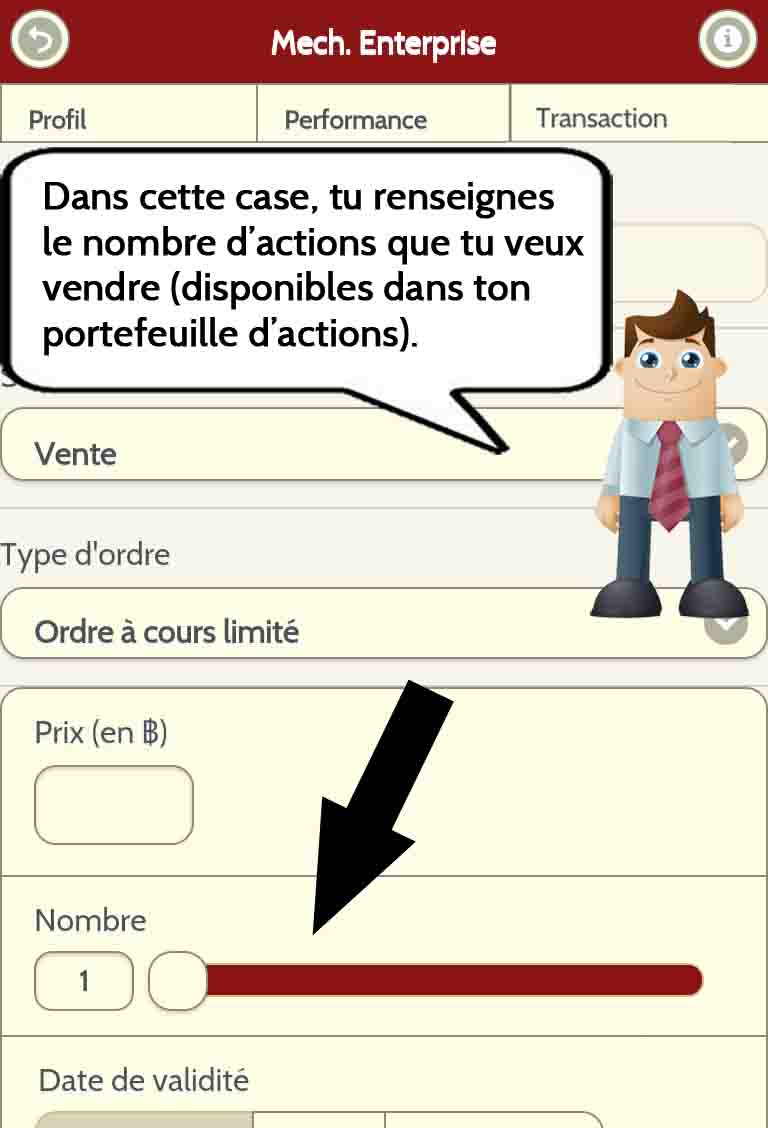 Mech. Enterprise
Profil
Performance
Transaction
Dans cette case, tu renseignes
le nombre d’actions que tu veux
vendre (disponibles dans ton
portefeuille d’actions).
Vente
Type d'ordre
Ordre à cours limité
Prix (en ฿)
Nombre
1
Date de validité